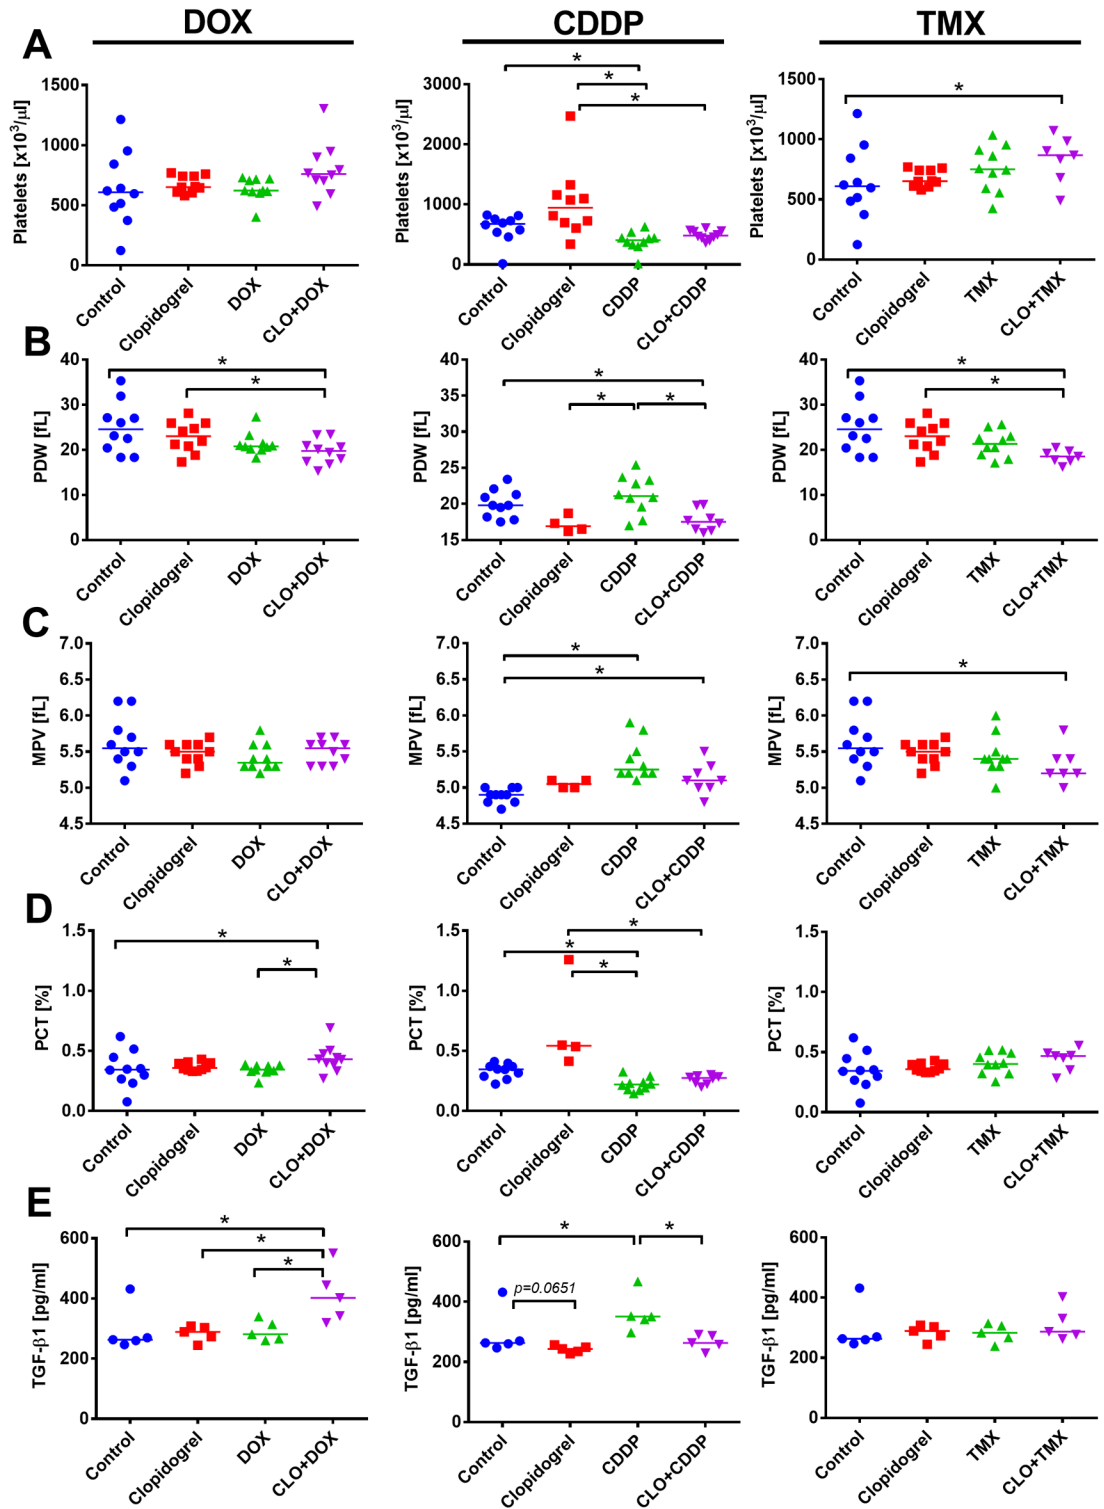 DOX CDDP TMX
A
Platelets [x10³/µl]
1500
1000
500
0
Control Clopidogrel DOX CLO+DOX
*
*
*
Platelets [x10³/µl]
3000
2000
1000
0
Control Clopidogrel CDDP CLO+CDDP
*
Platelets [x10³/µl]
1500
1000
500
0
Control Clopidogrel TMX CLO+TMX
B
*
*
PDW [fL]
40
30
20
10
0
Control Clopidogrel DOX CLO+DOX
*
* *
PDW [fL]
40
35
30
25
20
15
Control Clopidogrel CDDP CLO+CDDP
*
*
PDW [fL]
40
30
20
10
0
Control Clopidogrel TMX CLO+TMX
C
MPV [fL]
7.0
6.5
6.0
5.5
5.0
4.5
Control Clopidogrel DOX CLO+DOX
*
*
MPV [fL]
7.0
6.5
6.0
5.5
5.0
4.5
Control Clopidogrel CDDP CLO+CDDP
*
MPV [fL]
7.0
6.5
6.0
5.5
5.0
4.5
Control Clopidogrel TMX CLO+TMX
D
*
*
PCT [%]
1.5
1.0
0.5
0.0
Control Clopidogrel DOX CLO+DOX
*
*
*
PCT [%]
1.5
1.0
0.5
0.0
Control Clopidogrel CDDP CLO+CDDP
PCT [%]
1.5
1.0
0.5
0.0
Control Clopidogrel TMX CLO+TMX
E
*
*
*
TGF-β1 [pg/ml]
600
400
200
0
Control Clopidogrel DOX CLO+DOX
* *
p=0.0651
TGF-β1 [pg/ml]
600
400
200
0
Control Clopidogrel CDDP CLO+CDDP
TGF-β1 [pg/ml]
600
400
200
0
Control Clopidogrel TMX CLO+TMX